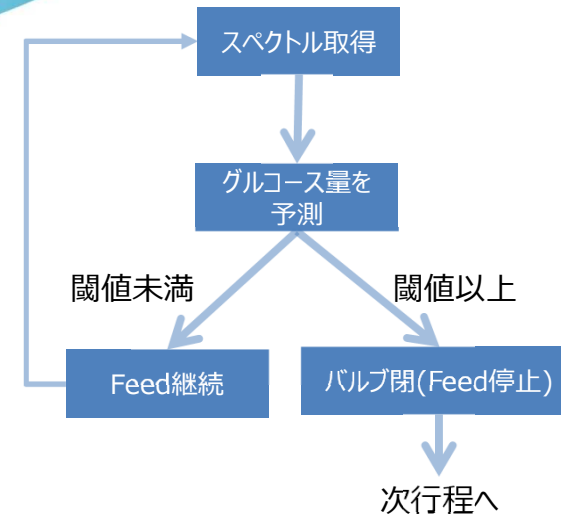 スペクトル取得
グルコース量を
予測
閾値未満
閾値以上
Feed継続
バルブ閉(Feed停止)
次行程へ